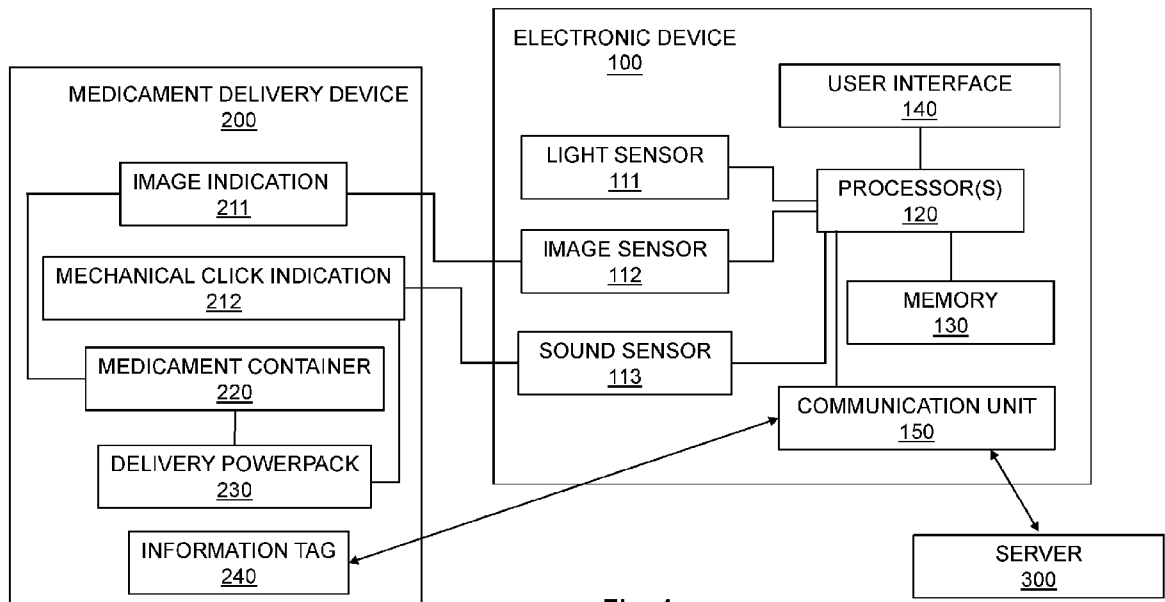 MEDICAMENT DELIVERY DEVICE
200
IMAGE INDICATION
211
MECHANICAL CLICK INDICATION
212
MEDICAMENT CONTAINER
220
DELIVERY POWERPACK
230
INFORMATION TAG
240
ELECTRONIC DEVICE
100
USER INTERFACE
140
LIGHT SENSOR
111
PROCESSOR(S)
120
IMAGE SENSOR
112
MEMORY
130
SOUND SENSOR
113
COMMUNICATION UNIT
150
SERVER
300